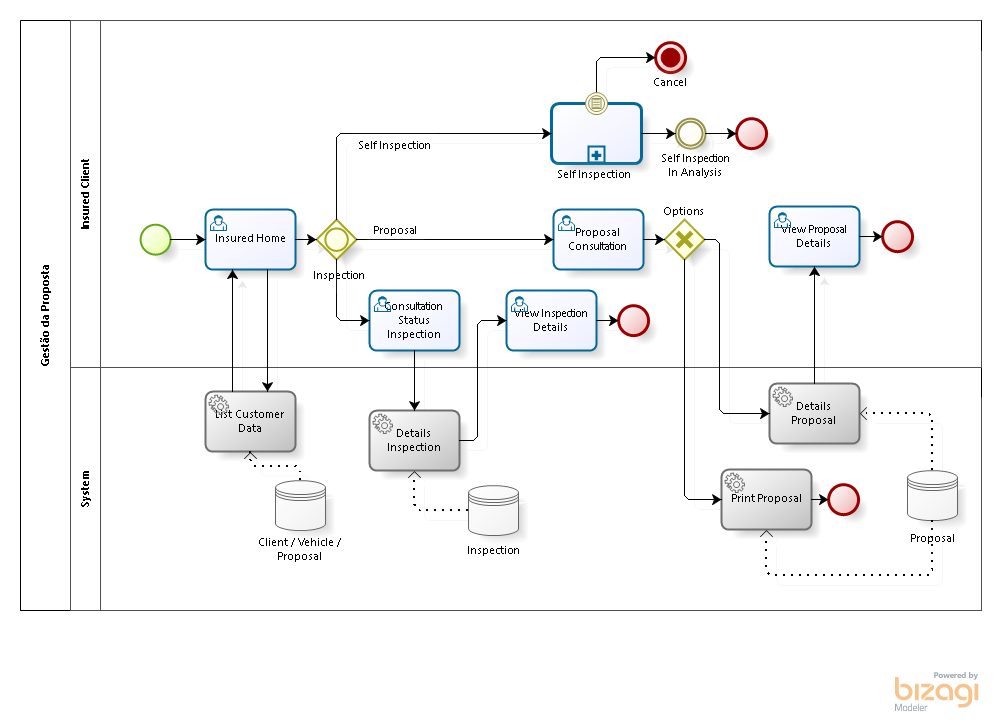 Gestão da Proposta
Insured Client
Cancel
Self Inspection
Self Inspection
Self Inspection
In Analysis
Insured Home
Proposal
Inspection
Proposal
Consultation
Options
View Proposal
Details
Consultation
Status
Inspection
View Inspection
Details
System
List Customer
Data
Details
Inspection
Details
Proposal
Print Proposal
Client / Vehicle /
Proposal
Inspection
Proposal
Powered by
bizagi
Modeler